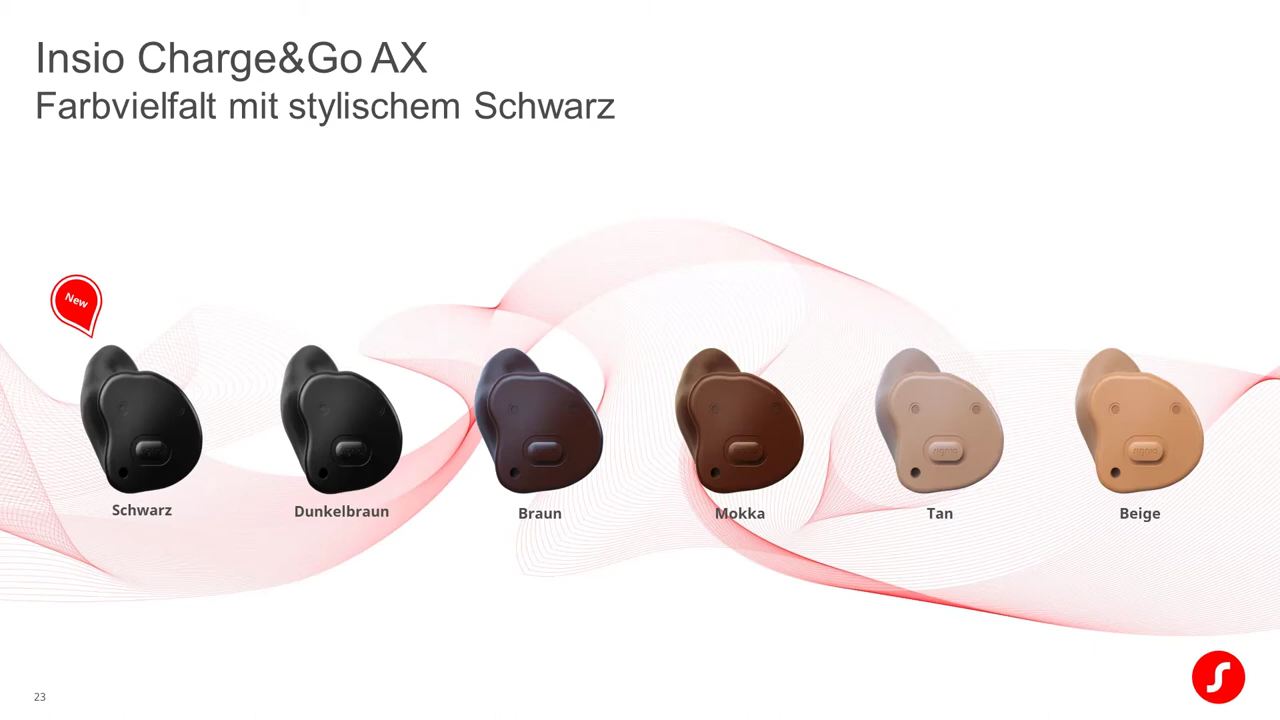 Insio Charge&Go AX
Farbvielfalt mit stylischem Schwarz
New
Schwarz
Dunkelbraun
Braun
Mokka
Tan
Beige
23